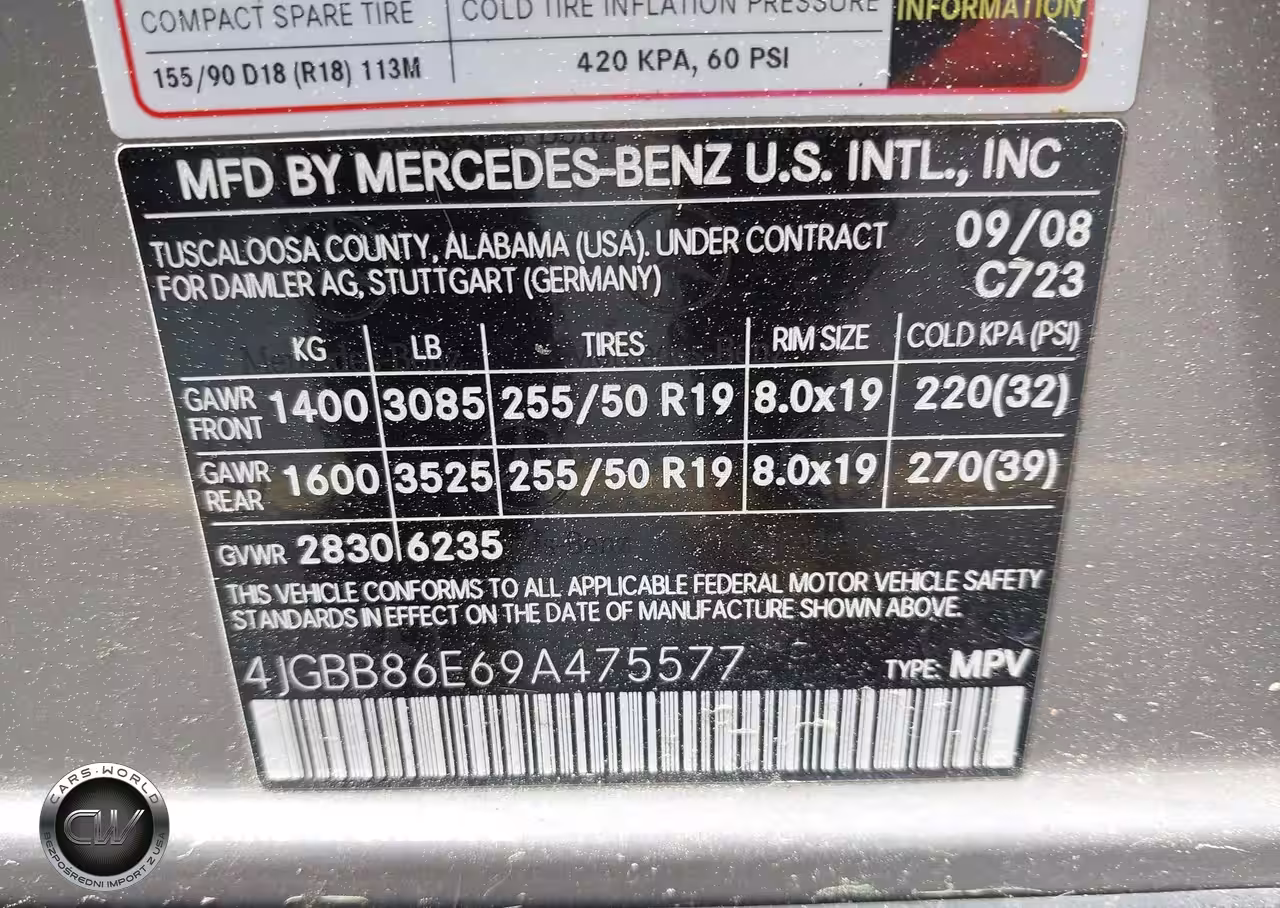 COMPACT SPARE TIRE COLD TIRE INFLATION PRESSURE INFORMATION
155/90 D18 (R18) 113M 420 KPA, 60 PSI
MFD BY MERCEDES-BENZ U.S. INTL., INC
TUSCALOOSA COUNTY, ALABAMA (USA). UNDER CONTRACT 09/08
FOR DAIMLER AG, STUTTGART (GERMANY) C723
KG LB TIRES RIM SIZE COLD KPA (PSI)
GAWR FRONT 1400 3085 255/50 R19 8.0x19 220(32)
GAWR REAR 1600 3525 255/50 R19 8.0x19 270(39)
GVWR 2830 6235
THIS VEHICLE CONFORMS TO ALL APPLICABLE FEDERAL MOTOR VEHICLE SAFETY
STANDARDS IN EFFECT ON THE DATE OF MANUFACTURE SHOWN ABOVE.
4JGBB86E69A475577 TYPE: MPV
CARS·WORLD
CW
BEZPOŚREDNI IMPORT Z USA